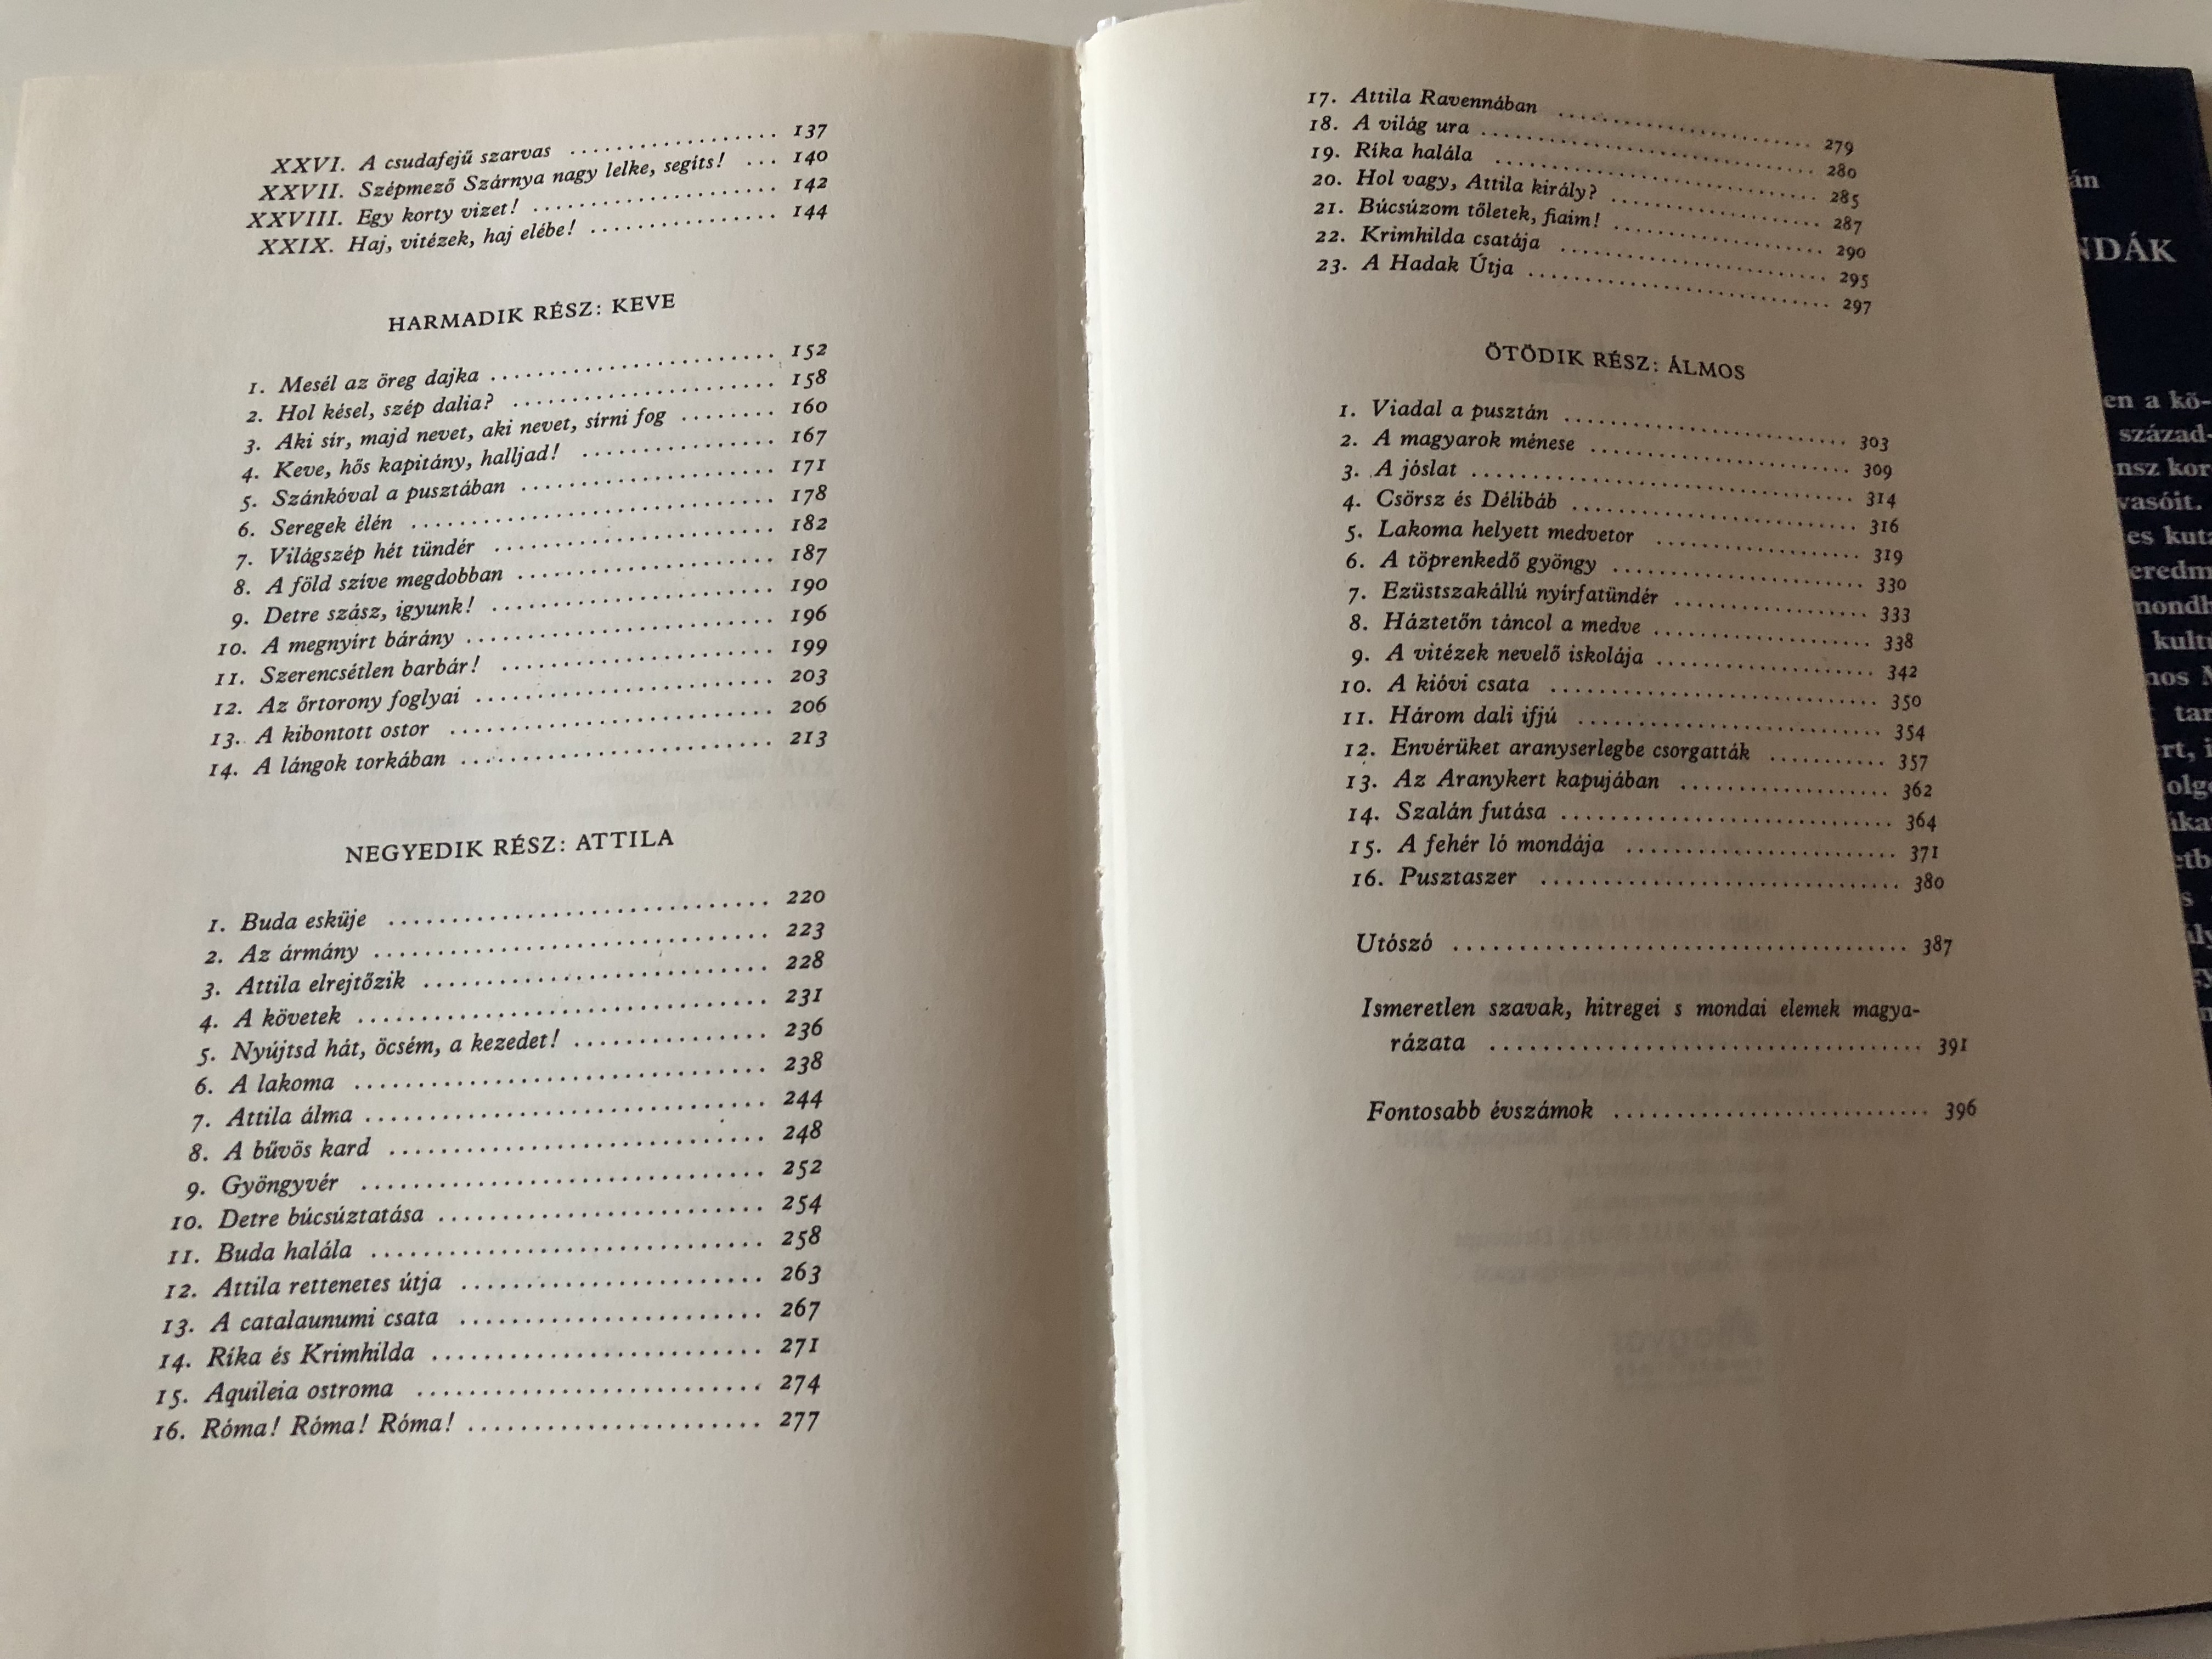 XXVI. A csudafejű szarvas .................. 137
XXVII. Szépmező Szárnya nagy lelke, segíts! ... 140
XXVIII. Egy korty vizet! .................... 142
XXIX. Haj, vitézek, haj elébe! ............... 144
HARMADIK RÉSZ: KEVE
1. Mesél az öreg dajka ........................ 152
2. Hol késel, szép dalia? ...................... 158
3. Aki sír, majd nevet, aki nevet, sírni fog ........ 160
4. Keve, hős kapitány, halljad! ................ 167
5. Szánkóval a pusztában ...................... 171
6. Seregek élén ................................ 178
7. Világszép hét tündér ........................ 182
8. A föld szíve megdobban ...................... 187
9. Detre szász, igyunk! ........................ 190
10. A megnyírt bárány .......................... 196
11. Szerencsétlen barbár! ...................... 199
12. Az őrtorony foglyai ........................ 203
13. A kibontott ostor .......................... 206
14. A lángok torkában .......................... 213
NEGYEDIK RÉSZ: ATTILA
1. Buda esküje ................................ 220
2. Az ármány .................................. 223
3. Attila elrejtőzik ............................ 228
4. A követek .................................. 231
5. Nyújtsd hát, öcsém, a kezedet! ............... 236
6. A lakoma .................................. 238
7. Attila álma ................................ 244
8. A bűvös kard .............................. 248
9. Gyöngyvér ................................ 252
10. Detre búcsúztatása .......................... 254
11. Buda halála ................................ 258
12. Attila rettenetes útja ........................ 263
13. A catalaunumi csata ........................ 267
14. Ríka és Krimhilda .......................... 271
15. Aquileia ostroma ............................ 274
16. Róma! Róma! Róma! ........................ 277
17. Attila Ravennában ........................ 279
18. A világ ura ................................ 280
19. Ríka halála ................................ 285
20. Hol vagy, Attila király? .................... 287
21. Búcsúzom tőletek, fiaim! .................... 290
22. Krimhilda csatája .......................... 295
23. A Hadak Útja .............................. 297
ÖTÖDIK RÉSZ: ÁLMOS
1. Viadal a pusztán .......................... 303
2. A magyarok ménese ........................ 309
3. A jóslat .................................. 314
4. Csörsz és Délibáb .......................... 316
5. Lakoma helyett medvetor .................... 319
6. A töprenkedő gyöngy ........................ 330
7. Ezüstszakállú nyírfatündér .................. 333
8. Háztetőn táncol a medve .................... 338
9. A vitézek nevelő iskolája .................... 342
10. A kióvi csata .............................. 350
11. Három dali ifjú ............................ 354
12. Envérüket aranyserlegbe csorgatták ........... 357
13. Az Aranykert kapujában .................... 362
14. Szalán futása .............................. 364
15. A fehér ló mondája ........................ 371
16. Pusztaszer ................................ 380
Utószó .................................... 387
Ismeretlen szavak, hitregei s mondai elemek magya-
rázata .................................... 391
Fontosabb évszámok .......................... 396
án
NDÁK
en a kö-
század-
nsz kor
vasóit.